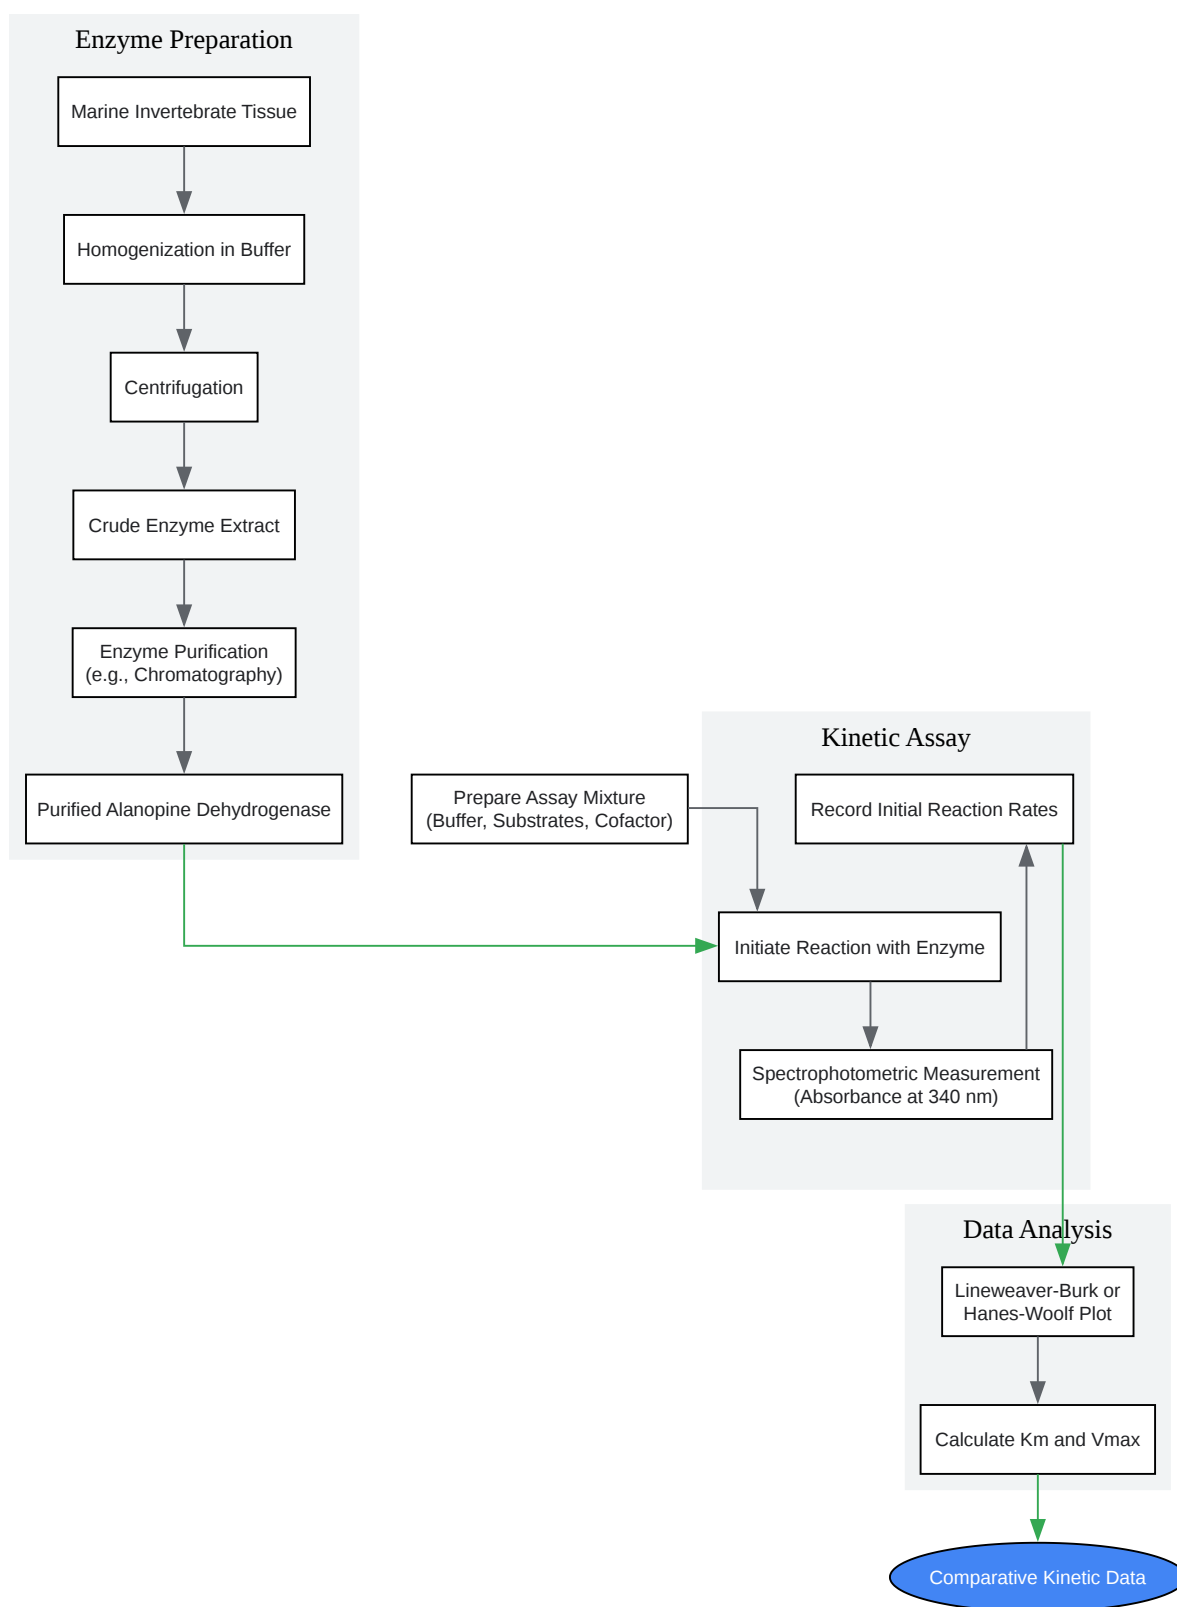 Enzyme Preparation
Marine Invertebrate Tissue
Homogenization in Buffer
Centrifugation
Crude Enzyme Extract
Enzyme Purification
(e.g., Chromatography)
Purified Alanopine Dehydrogenase
Prepare Assay Mixture
(Buffer, Substrates, Cofactor)
Kinetic Assay
Record Initial Reaction Rates
Initiate Reaction with Enzyme
Spectrophotometric Measurement
(Absorbance at 340 nm)
Data Analysis
Lineweaver-Burk or
Hanes-Woolf Plot
Calculate Km and Vmax
Comparative Kinetic Data